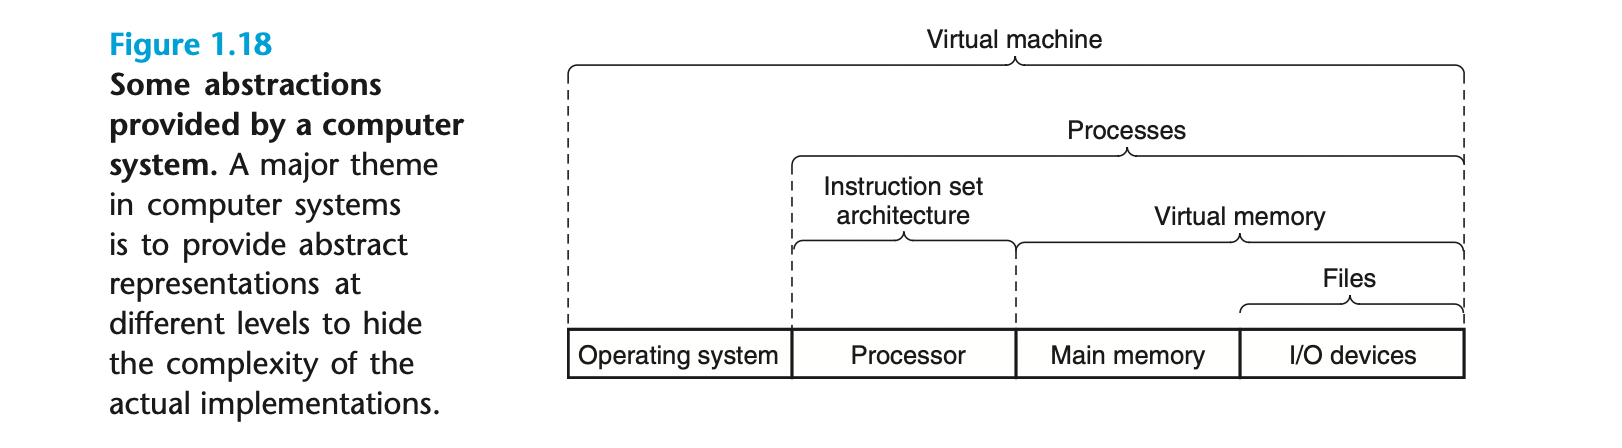 Figure 1.18
Some abstractions
provided by a computer
system. A major theme
in computer systems
is to provide abstract
representations at
different levels to hide
the complexity of the
actual implementations.
Virtual machine
Processes
Instruction set
architecture
Virtual memory
Files
Operating system
Processor
Main memory
I/O devices